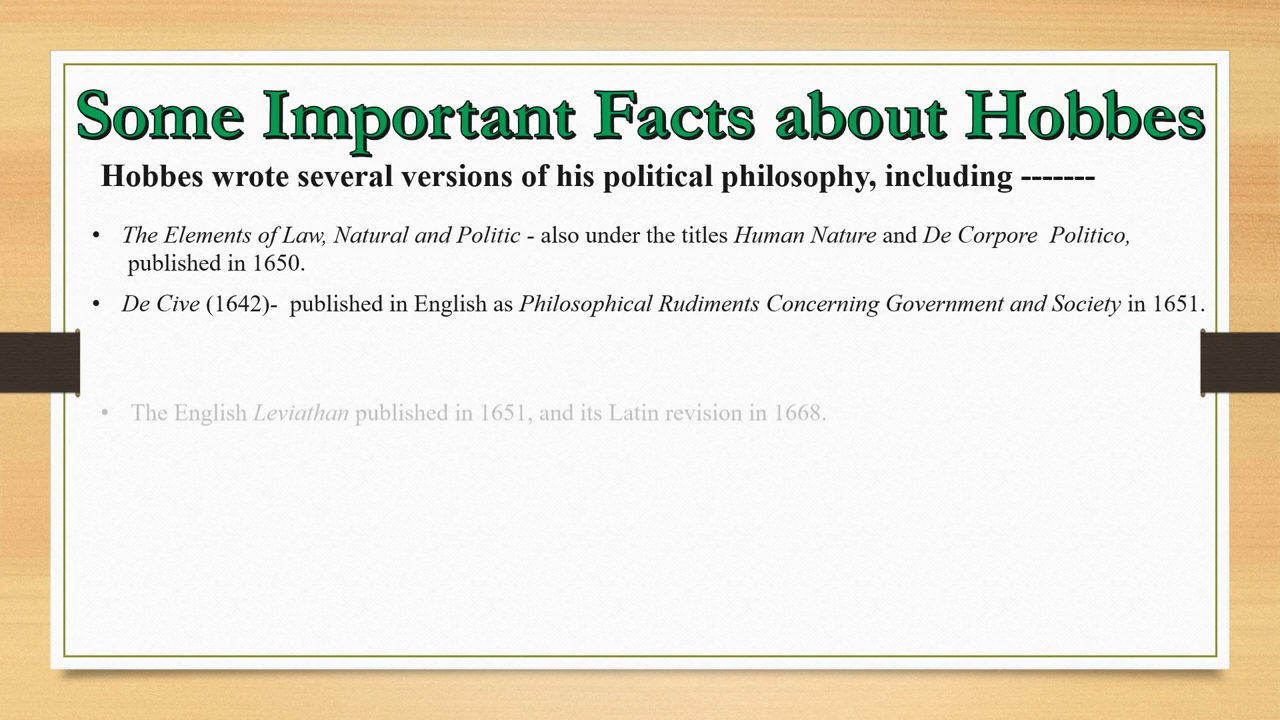 Some Important Facts about Hobbes
Hobbes wrote several versions of his political philosophy, including -------
• The Elements of Law, Natural and Politic - also under the titles Human Nature and De Corpore  Politico,
published in 1650.
• De Cive (1642)-  published in English as Philosophical Rudiments Concerning Government and Society in 1651.
• The English Leviathan published in 1651, and its Latin revision in 1668.